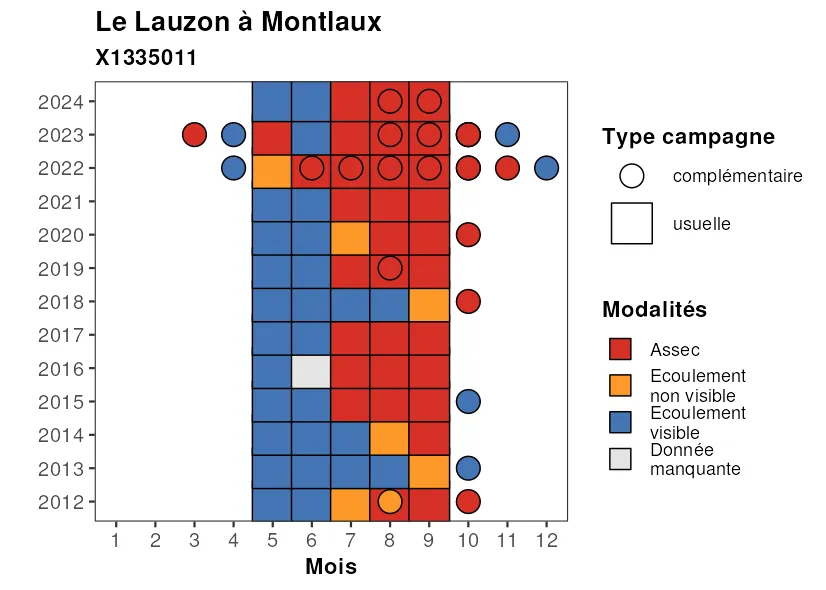 Le Lauzon à Montlaux
X1335011
2024
2023
2022
2021
2020
2019
2018
2017
2016
2015
2014
2013
2012
1 2 3 4 5 6 7 8 9 10 11 12
Mois
Type campagne
complémentaire
usuelle
Modalités
Assec
Ecoulement
non visible
Ecoulement
visible
Donnée
manquante